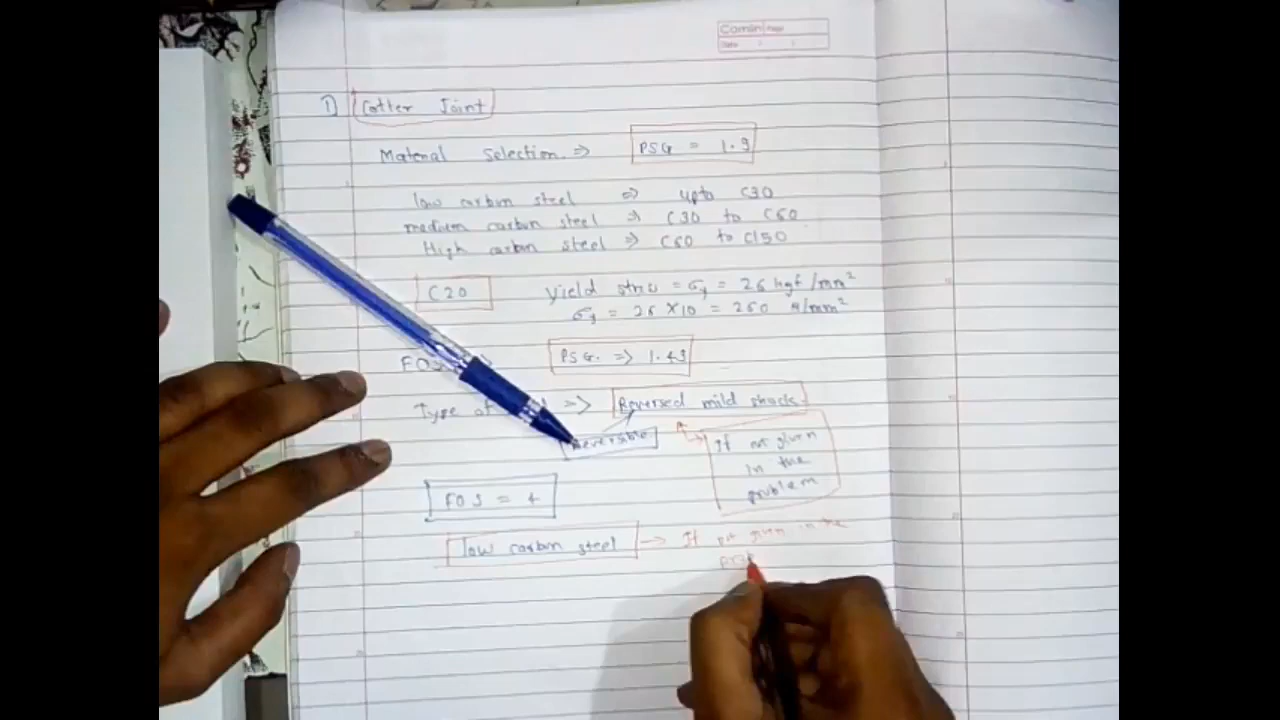 1) Cotter Joint
Material Selection ⇒ PSG = 1.9
low carbon steel ⇒ upto C30
medium carbon steel ⇒ C30 to C60
High carbon steel ⇒ C60 to C150
C20 yield = σy = 26 kgf/mm²
σy = 26 × 10 = 260 N/mm²
FOS PSG. ⇒ 1.43
Type of ⇒ Reversed mild shock
Reversible If not given
in the
problem
FOS = 4
low carbon steel → If not given in the